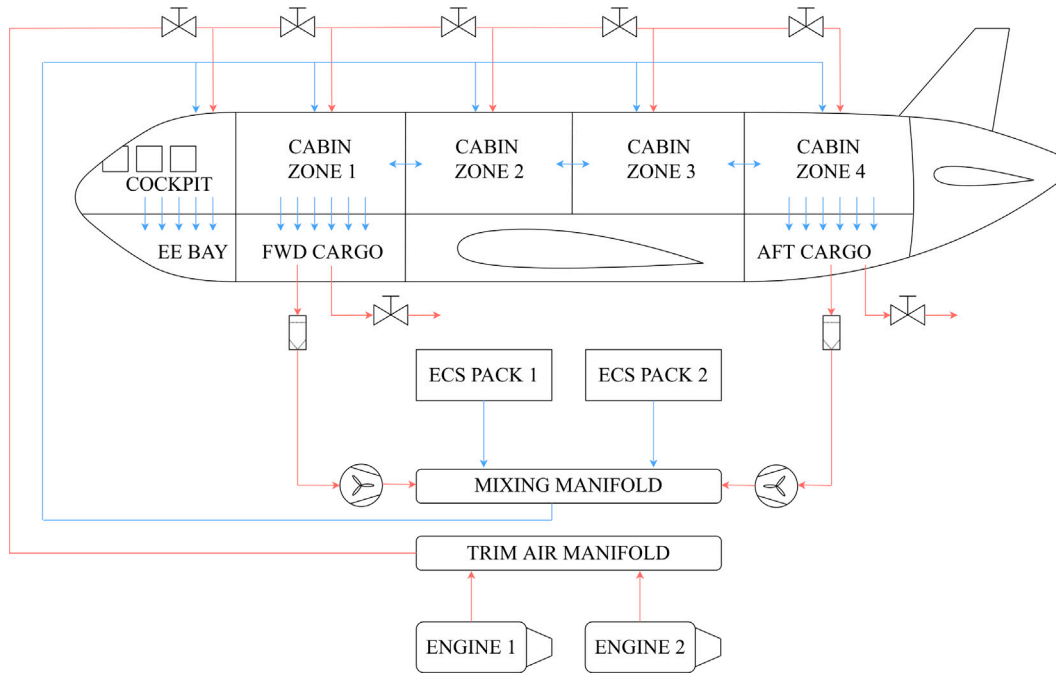 CABIN
ZONE 1
CABIN
ZONE 2
CABIN
ZONE 3
CABIN
ZONE 4
COCKPIT
EE BAY
FWD CARGO
AFT CARGO
ECS PACK 1
ECS PACK 2
MIXING MANIFOLD
TRIM AIR MANIFOLD
ENGINE 1
ENGINE 2